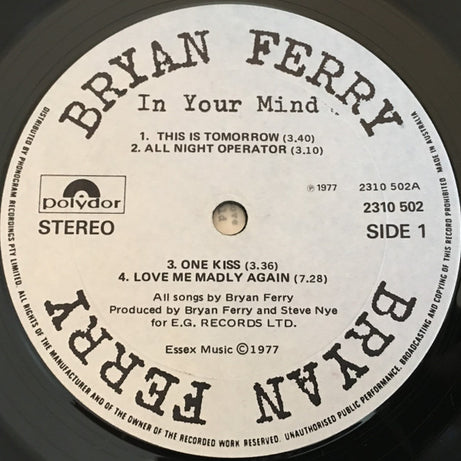 BRYAN FERRY
In Your Mind
1. THIS IS TOMORROW (3.40)
2. ALL NIGHT OPERATOR (3.10)
polydor
STEREO
℗ 1977 2310 502A
2310 502
SIDE 1
3. ONE KISS (3.36)
4. LOVE ME MADLY AGAIN (7.28)
All songs by Bryan Ferry
Produced by Bryan Ferry and Steve Nye
for E.G. RECORDS LTD.
Essex Music © 1977
BRYAN FERRY
DISTRIBUTED BY PHONOGRAM RECORDINGS PTY LIMITED. ALL RIGHTS OF THE MANUFACTURER AND OF THE OWNER OF THE RECORDED WORK RESERVED. UNAUTHORISED PUBLIC PERFORMANCE, BROADCASTING AND COPYING OF THIS RECORD PROHIBITED MADE IN AUSTRALIA